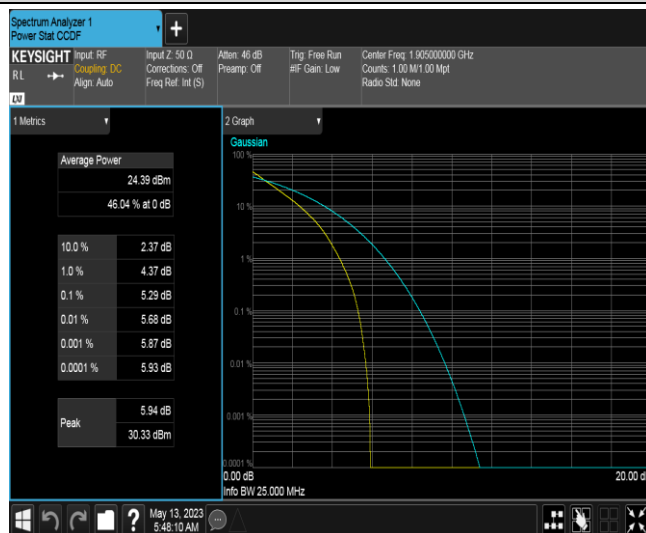 Spectrum Analyzer 1
Power Stat CCDF
+
KEYSIGHT
RL
LXI
Input: RF
Coupling: DC
Align: Auto
Input Z: 50 Ω
Corrections: Off
Freq Ref: Int (S)
Atten: 46 dB
Preamp: Off
Trig: Free Run
#IF Gain: Low
Center Freq: 1.905000000 GHz
Counts: 1.00 M/1.00 Mpt
Radio Std: None
1 Metrics
Average Power
24.39 dBm
46.04 % at 0 dB
10.0 % 2.37 dB
1.0 % 4.37 dB
0.1 % 5.29 dB
0.01 % 5.68 dB
0.001 % 5.87 dB
0.0001 % 5.93 dB
Peak
5.94 dB
30.33 dBm
2 Graph
Gaussian
100 %
10 %
1 %
0.1 %
0.01 %
0.001 %
0.0001 %
0.00 dB
20.00 d
Info BW 25.000 MHz
?
May 13, 2023
5:48:10 AM